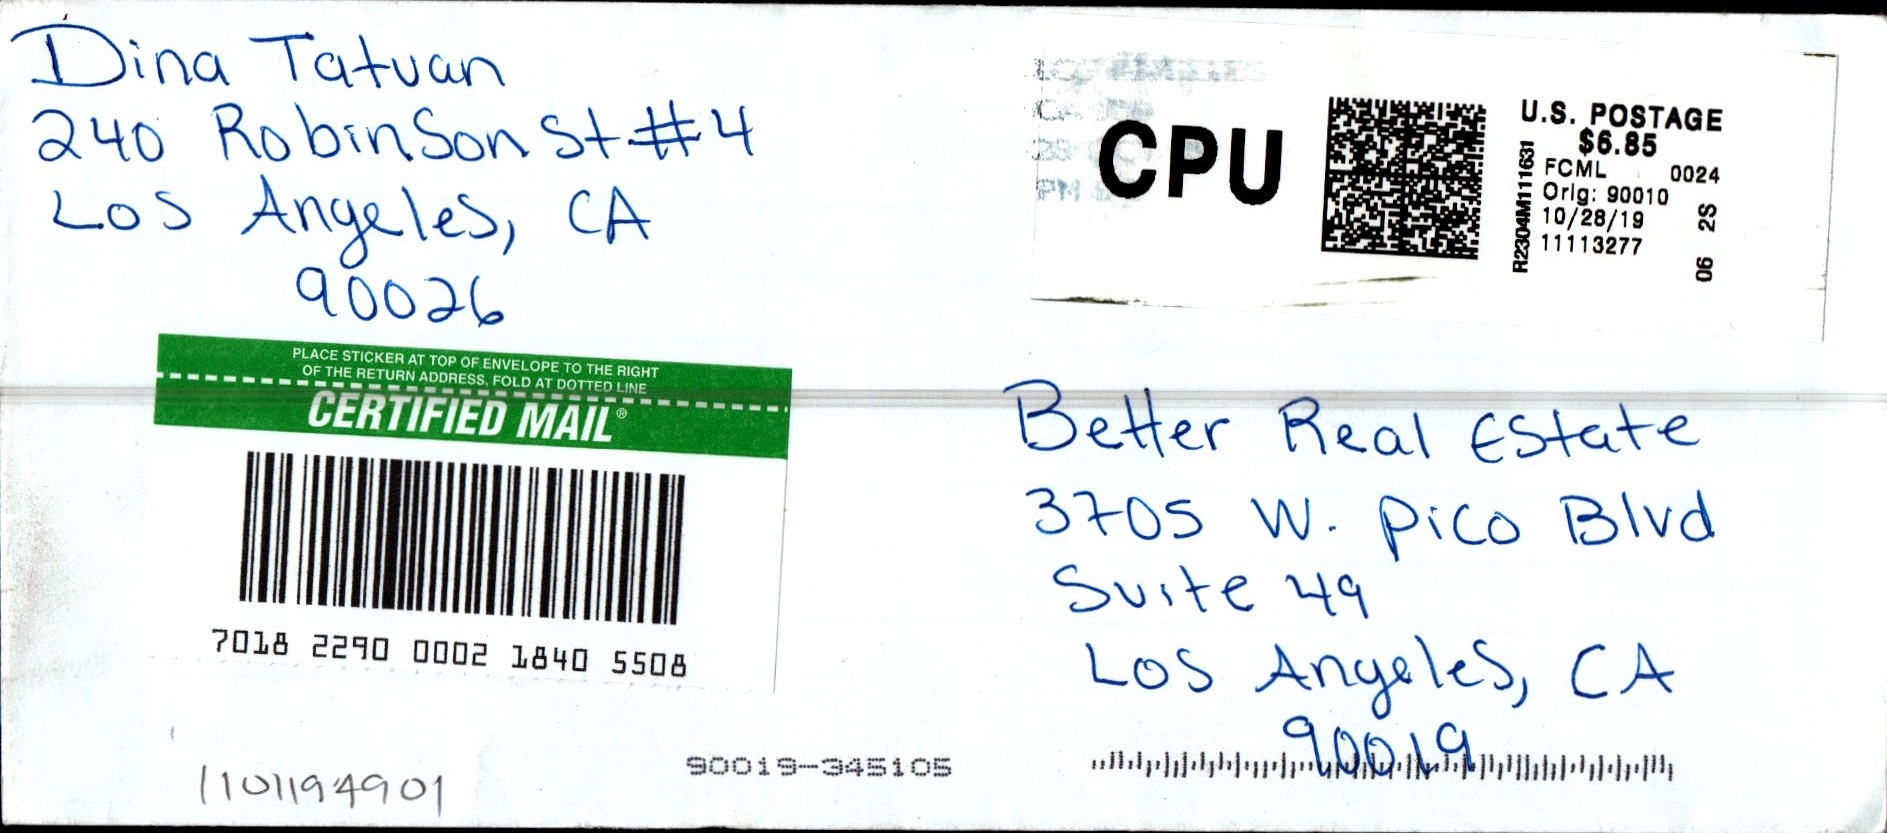 Dina Tatuan
240 Robinson St #4
Los Angeles, CA
90026
CPU
U.S. POSTAGE
$6.85
FCML 0024
Orig: 90010
10/28/19
11113277
R2304M111631
06 2S
PLACE STICKER AT TOP OF ENVELOPE TO THE RIGHT
OF THE RETURN ADDRESS, FOLD AT DOTTED LINE
CERTIFIED MAIL®
7018 2290 0002 1840 5508
Better Real Estate
3705 W. Pico Blvd
Suite 49
Los Angeles, CA
90019
90019-345105
1101194901